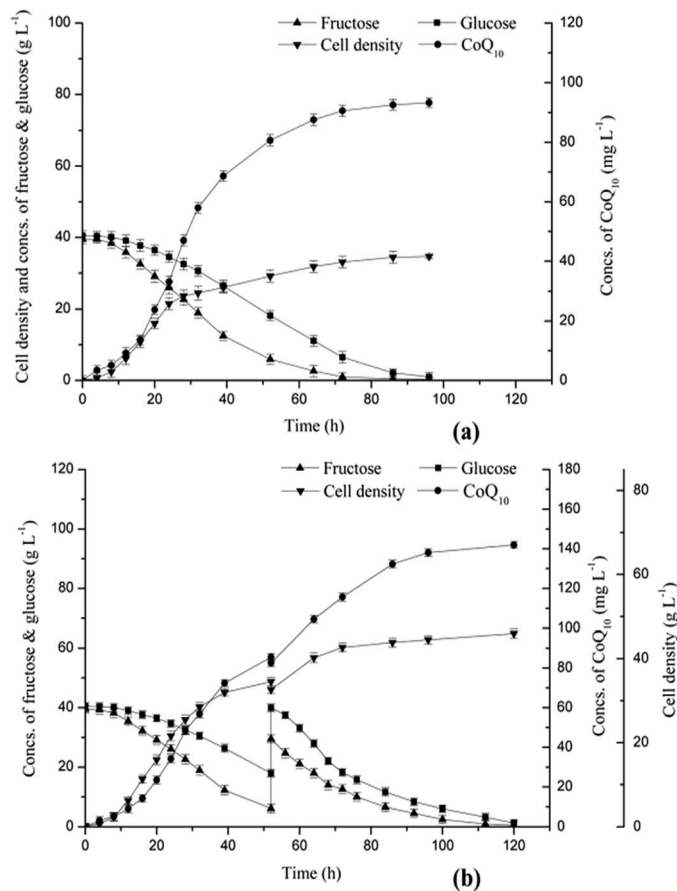 Fructose Glucose
Cell density CoQ10
Cell density and concs. of fructose & glucose (g L-1)
100
80
60
40
20
0
120
100
80
60
40
20
0
Concs. of CoQ10 (mg L-1)
0 20 40 60 80 100 120
Time (h)
(a)
Fructose Glucose
Cell density CoQ10
Concs. of fructose & glucose (g L-1)
120
100
80
60
40
20
0
180
160
140
120
100
80
60
40
20
0
Concs. of CoQ10 (mg L-1)
80
60
40
20
0
Cell density (g L-1)
0 20 40 60 80 100 120
Time (h)
(b)